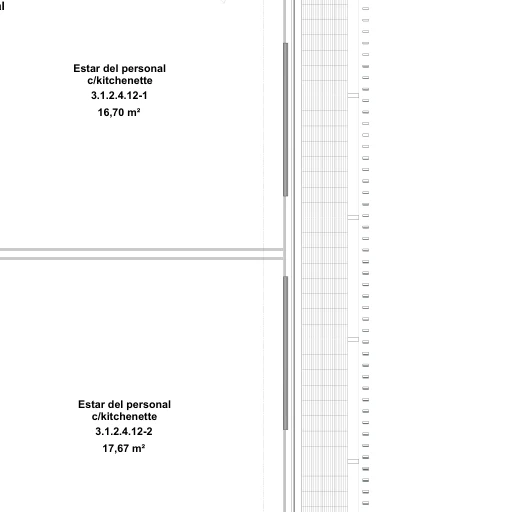 Estar del personal
c/kitchenette
3.1.2.4.12-1
16,70 m²
Estar del personal
c/kitchenette
3.1.2.4.12-2
17,67 m²